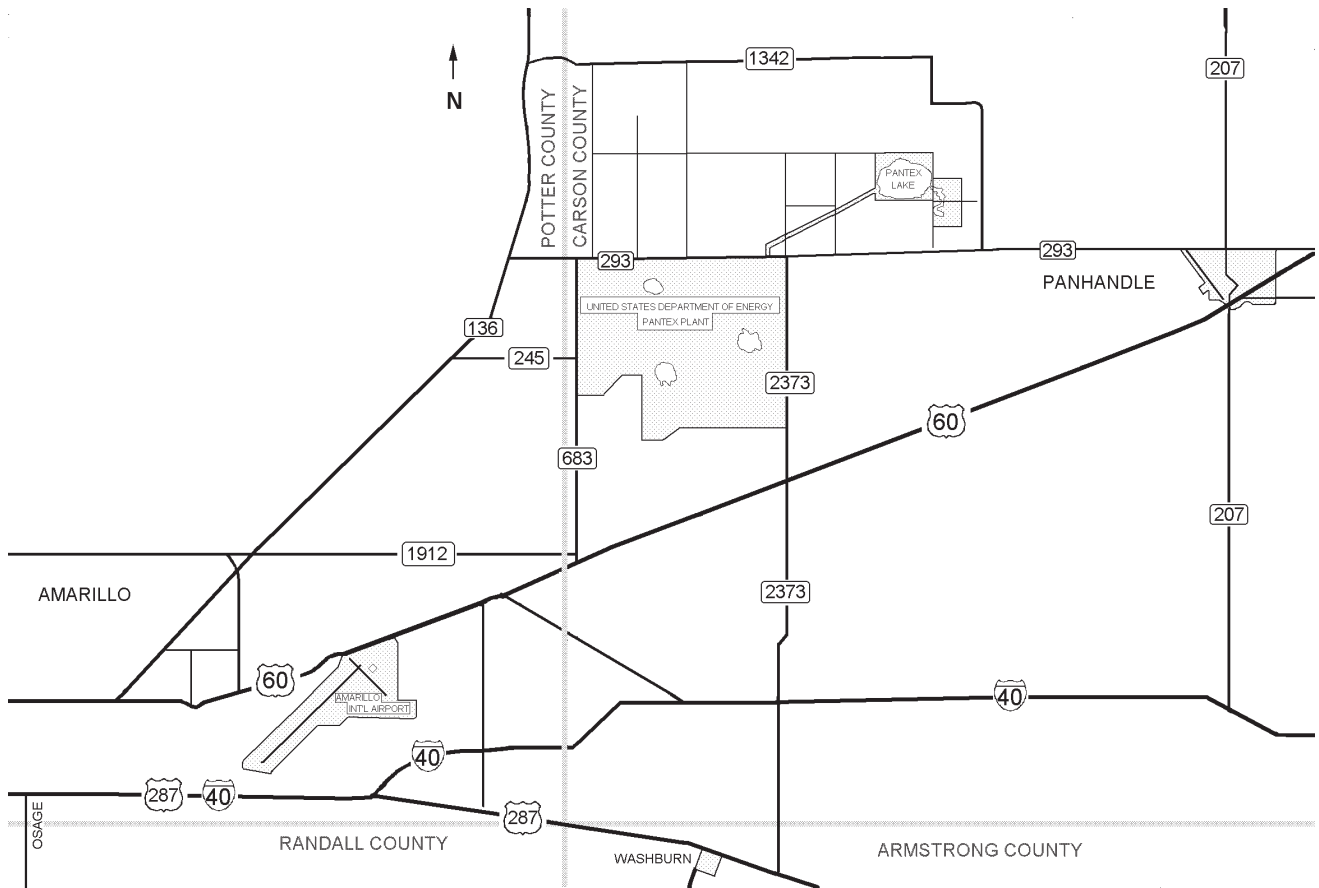 1342
207
N
POTTER COUNTY
CARSON COUNTY
PANTEX
LAKE
293
293
PANHANDLE
UNITED STATES DEPARTMENT OF ENERGY
PANTEX PLANT
136
245
2373
60
683
207
1912
AMARILLO
2373
60
AMARILLO
INT'L AIRPORT
40
40
287
40
287
OSAGE
RANDALL COUNTY
ARMSTRONG COUNTY
WASHBURN